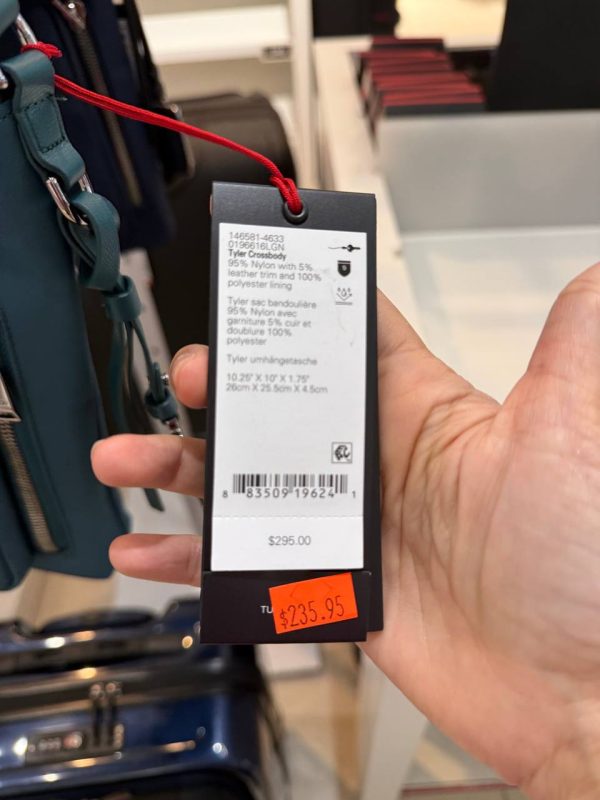 146581-4633
0196616LGN
Tyler Crossbody
95% Nylon with 5%
leather trim and 100%
polyester lining
Tyler sac bandoulière
95% Nylon avec
garniture 5% cuir et
doublure 100%
polyester
Tyler umhängetasche
10.25" X 10" X 1.75"
26cm X 25.5cm X 4.5cm
8 83509 19624 1
$295.00
TU
$235.95